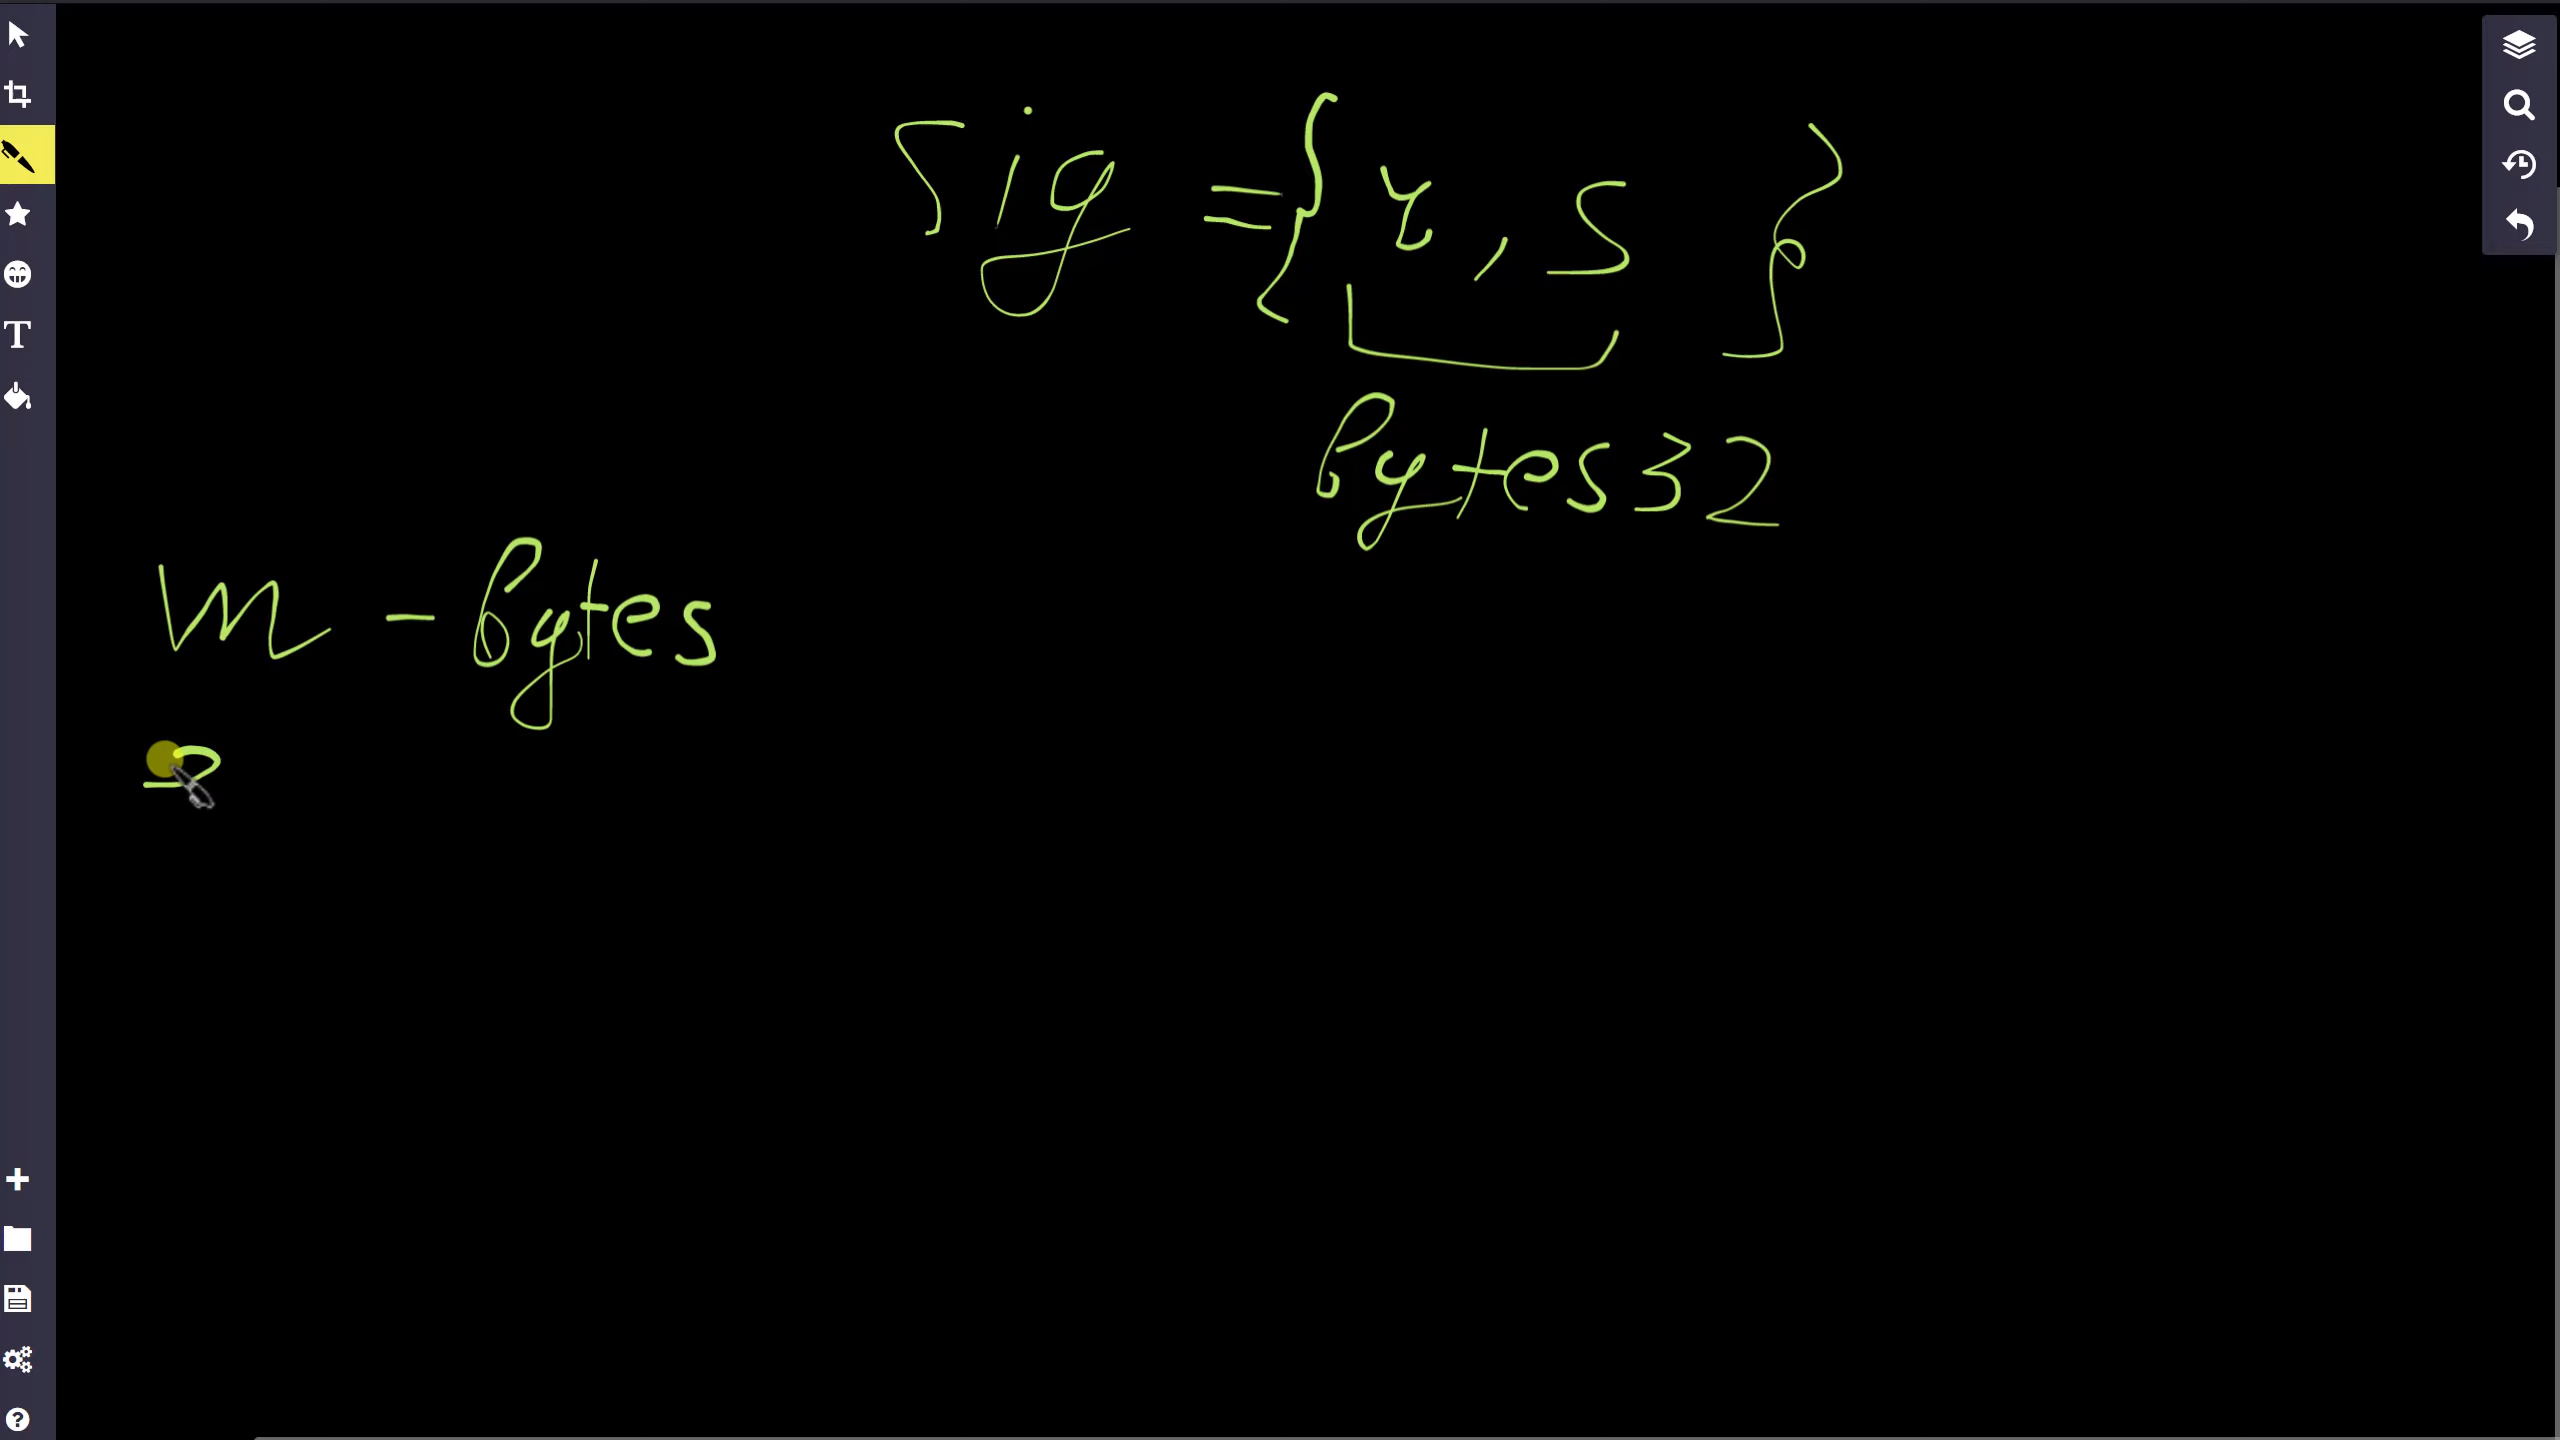 Sig = {r, s}
bytes32
m - bytes